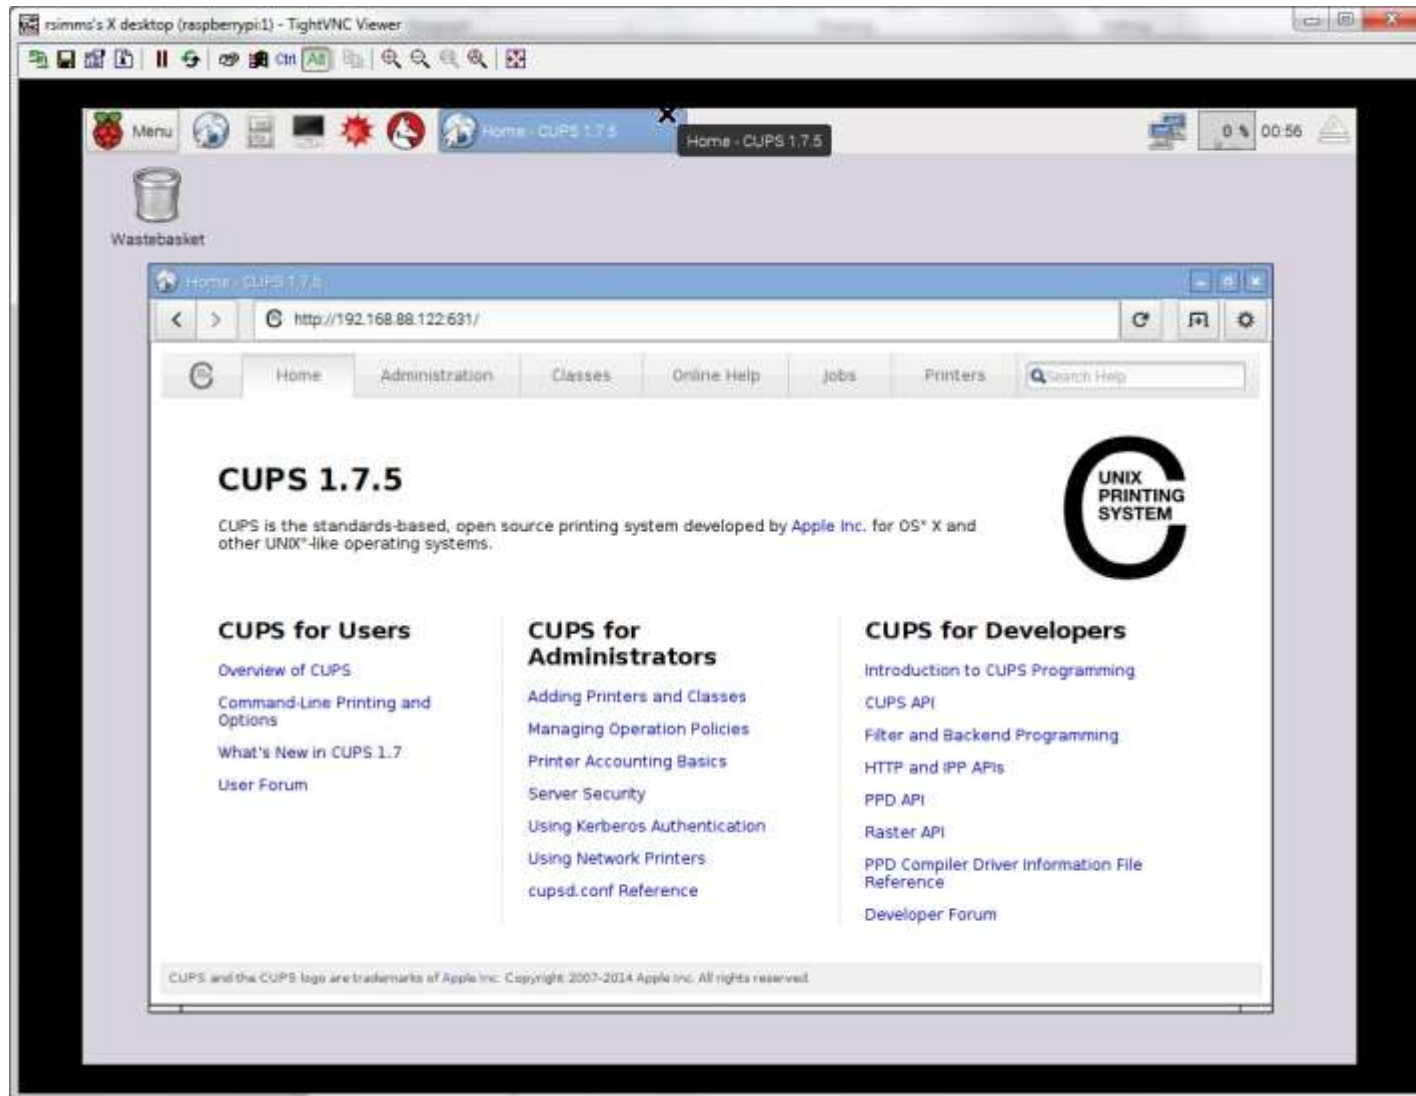 rsimms's X desktop (raspberrypi:1) - TightVNC Viewer
Ctrl Alt
Menu
Home - CUPS 1.7.5
Home - CUPS 1.7.5
0 %
00:56
Wastebasket
Home - CUPS 1.7.5
http://192.168.88.122:631/
Home Administration Classes Online Help Jobs Printers Search Help
CUPS 1.7.5
UNIX
PRINTING
SYSTEM
CUPS is the standards-based, open source printing system developed by Apple Inc. for OS® X and
other UNIX®-like operating systems.
CUPS for Users
Overview of CUPS
Command-Line Printing and
Options
What's New in CUPS 1.7
User Forum
CUPS for
Administrators
Adding Printers and Classes
Managing Operation Policies
Printer Accounting Basics
Server Security
Using Kerberos Authentication
Using Network Printers
cupsd.conf Reference
CUPS for Developers
Introduction to CUPS Programming
CUPS API
Filter and Backend Programming
HTTP and IPP APIs
PPD API
Raster API
PPD Compiler Driver Information File
Reference
Developer Forum
CUPS and the CUPS logo are trademarks of Apple Inc. Copyright 2007-2014 Apple Inc. All rights reserved.